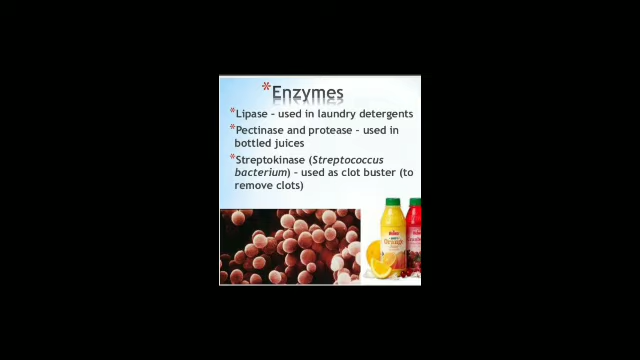 *Enzymes
*Lipase – used in laundry detergents
*Pectinase and protease – used in
bottled juices
*Streptokinase (Streptococcus
bacterium) – used as clot buster (to
remove clots)
Orange